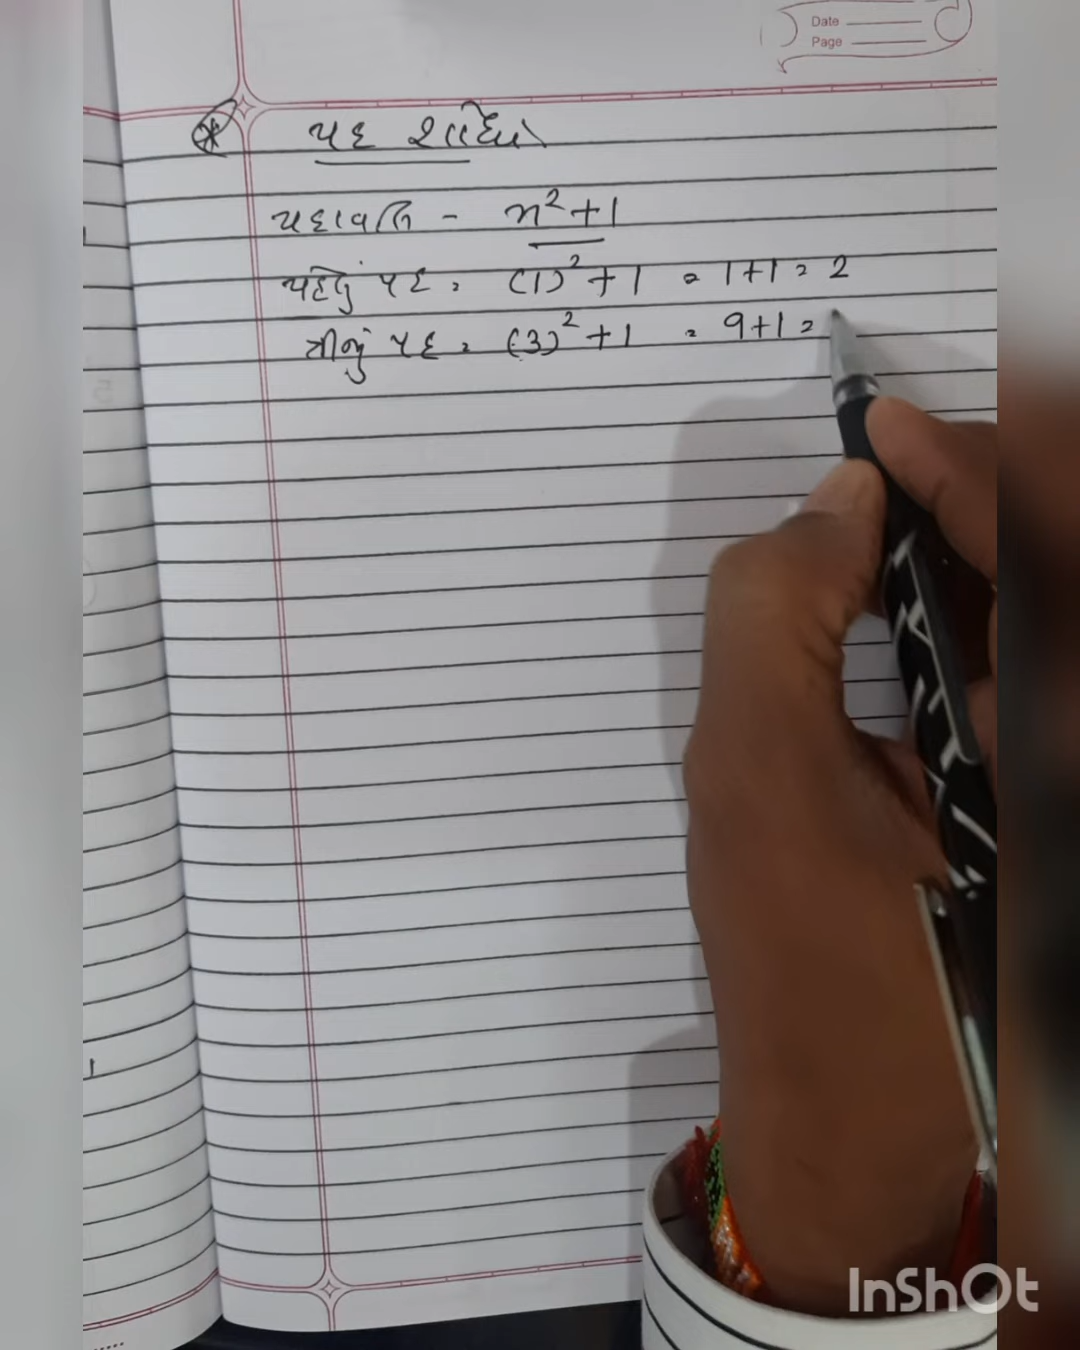 Date
Page
પદ શોધો
પદાવલિ - n²+1
પહેલું પદ = (1)² + 1 = 1+1 = 2
ત્રીજું પદ = (3)² + 1 = 9+1 =
InShOt